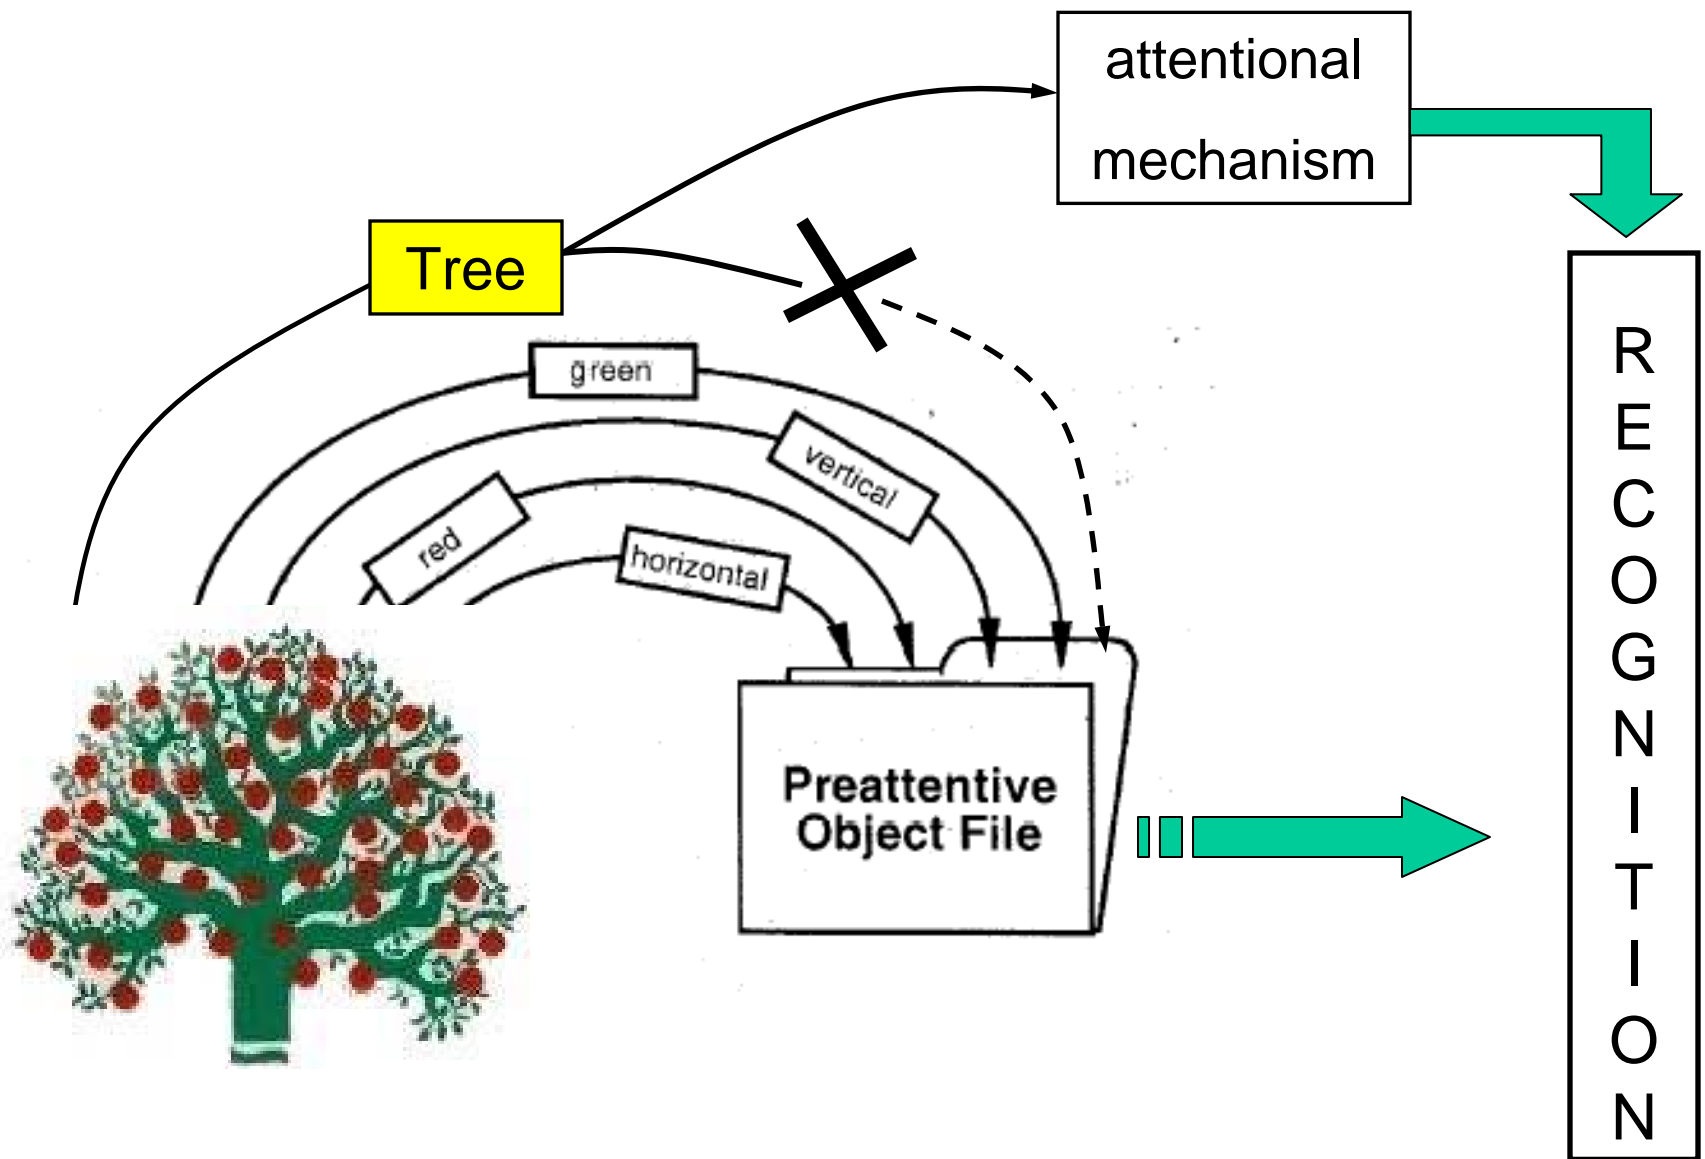 attentional
mechanism
Tree
green
vertical
red
horizontal
Preattentive
Object File
R
E
C
O
G
N
I
T
I
O
N